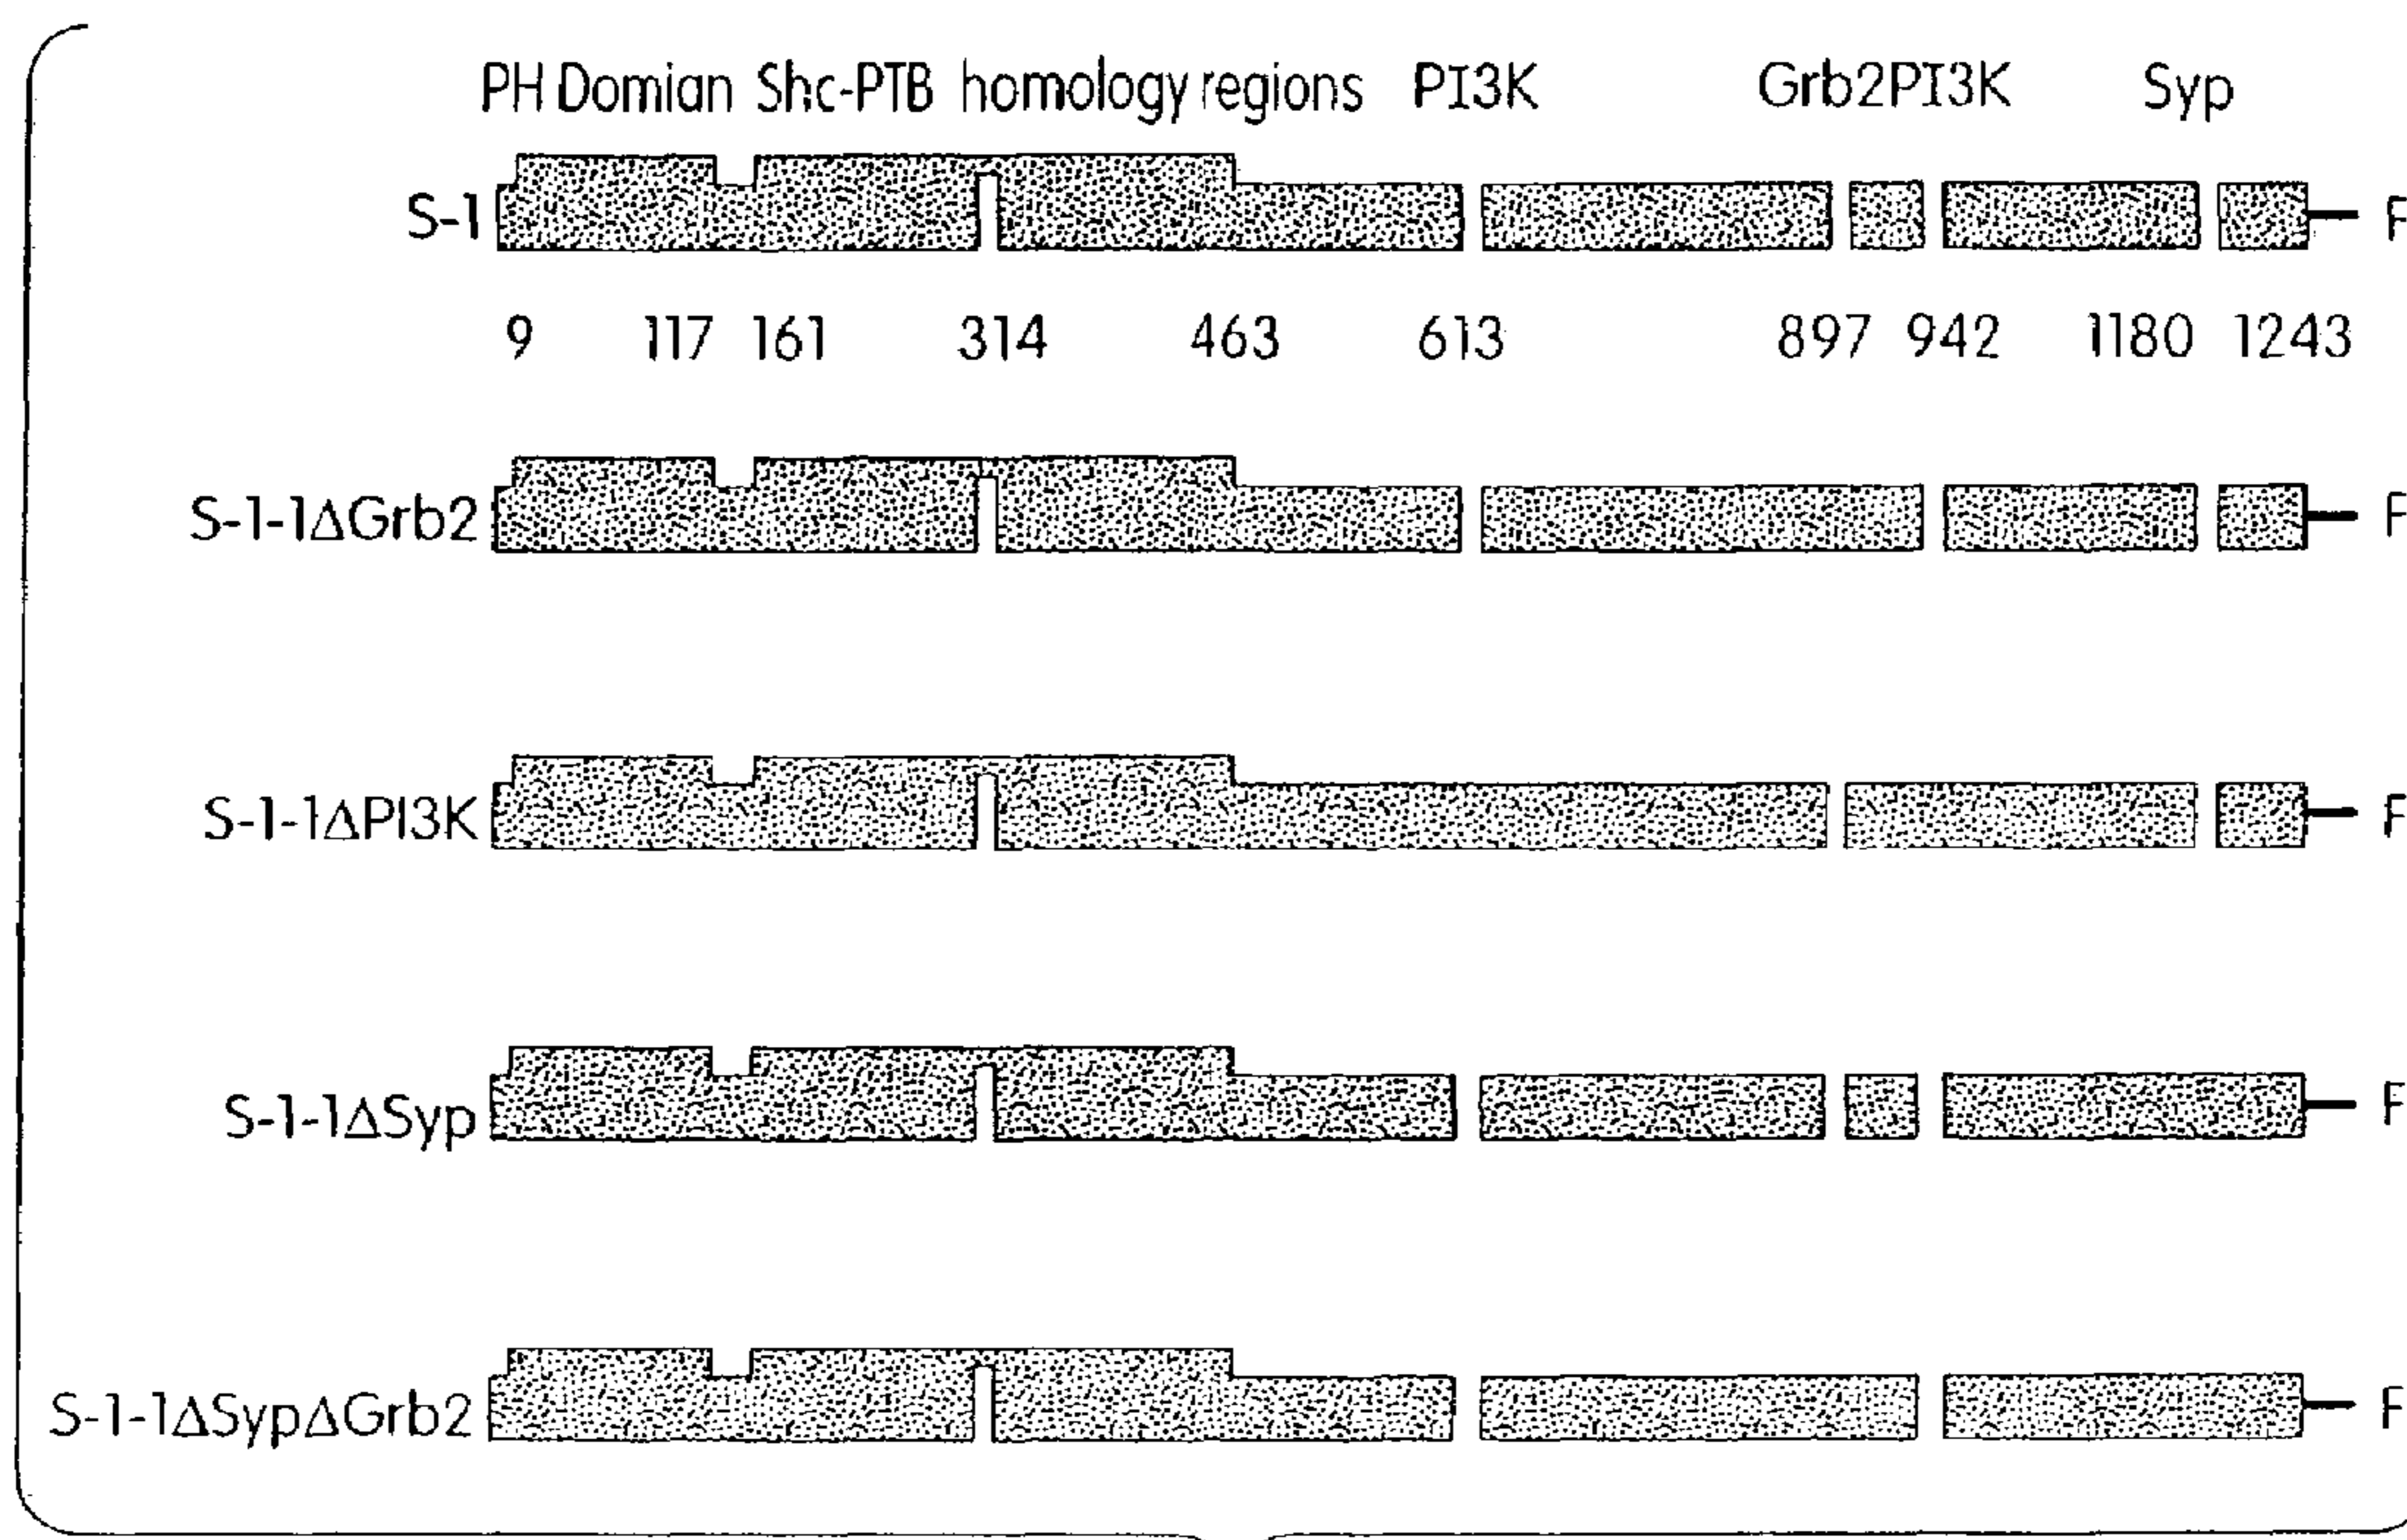 PH Domian Shc-PTB homology regions PI3K Grb2PI3K Syp
S-1 F
9 117 161 314 463 613 897 942 1180 1243
S-1-1ΔGrb2 F
S-1-1ΔPI3K F
S-1-1ΔSyp F
S-1-1ΔSypΔGrb2 F